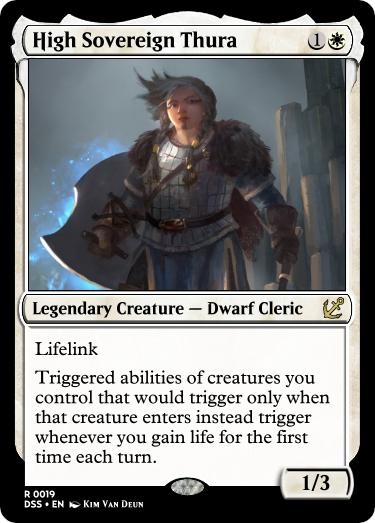 High Sovereign Thura 1
Legendary Creature — Dwarf Cleric
Lifelink
Triggered abilities of creatures you
control that would trigger only when
that creature enters instead trigger
whenever you gain life for the first
time each turn.
1/3
R 0019
DSS • EN Kim Van Deun